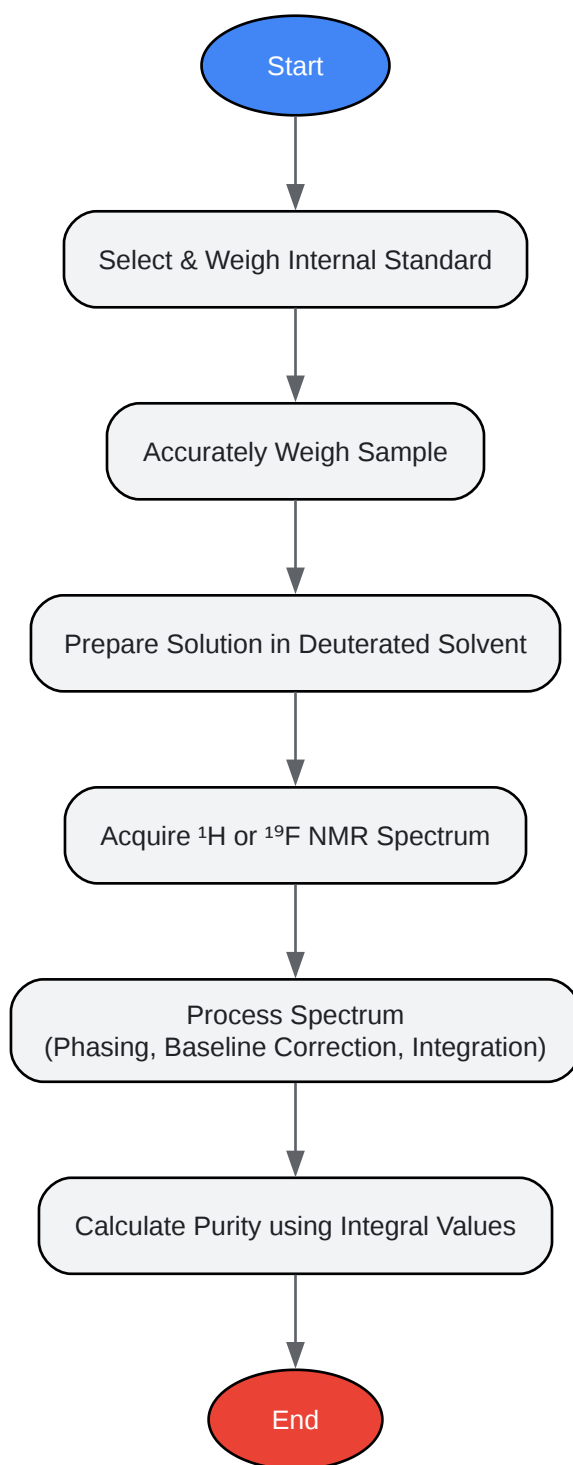 Start
Select & Weigh Internal Standard
Accurately Weigh Sample
Prepare Solution in Deuterated Solvent
Acquire ¹H or ¹⁹F NMR Spectrum
Process Spectrum
(Phasing, Baseline Correction, Integration)
Calculate Purity using Integral Values
End